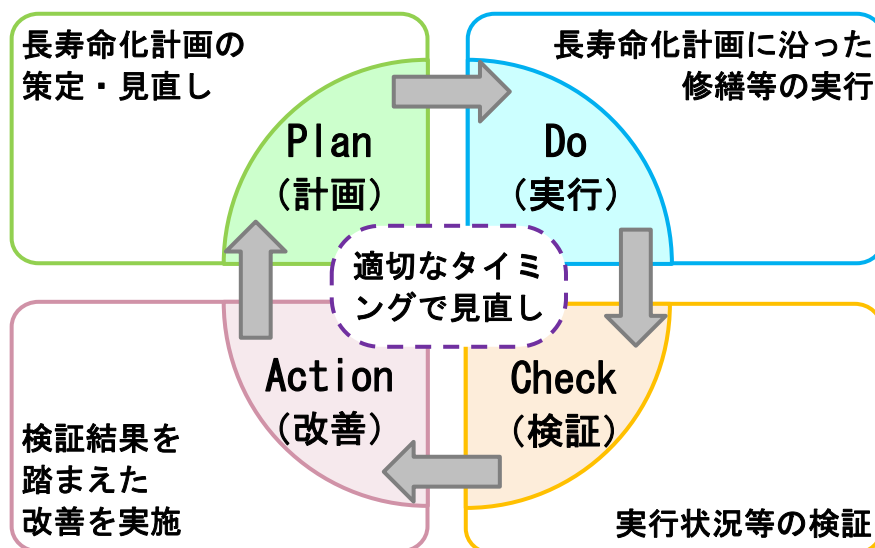 長寿命化計画の
策定・見直し
Plan
（計画）
長寿命化計画に沿った
修繕等の実行
Do
（実行）
適切なタイミ
ングで見直し
Action
（改善）
検証結果を
踏まえた
改善を実施
Check
（検証）
実行状況等の検証